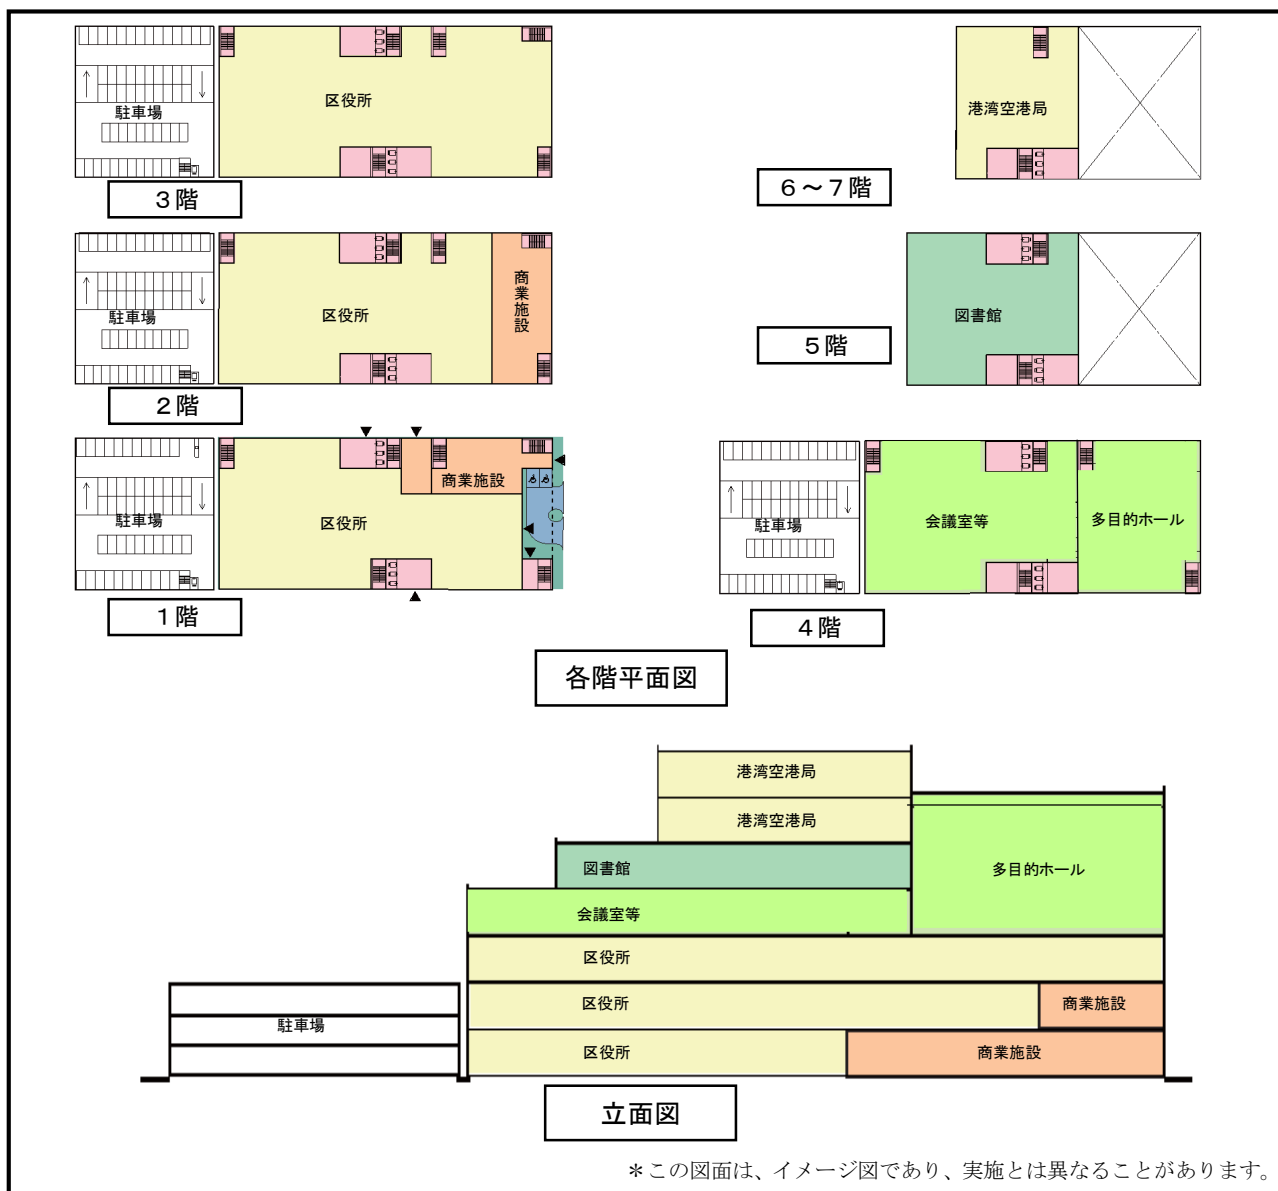 区役所
駐車場
３階
港湾空港局
６～７階
区役所
商業施設
駐車場
２階
図書館
５階
商業施設
区役所
駐車場
１階
会議室等
多目的ホール
駐車場
４階
各階平面図
港湾空港局
港湾空港局
図書館
多目的ホール
会議室等
区役所
区役所
商業施設
駐車場
区役所
商業施設
立面図
＊この図面は、イメージ図であり、実施とは異なることがあります。